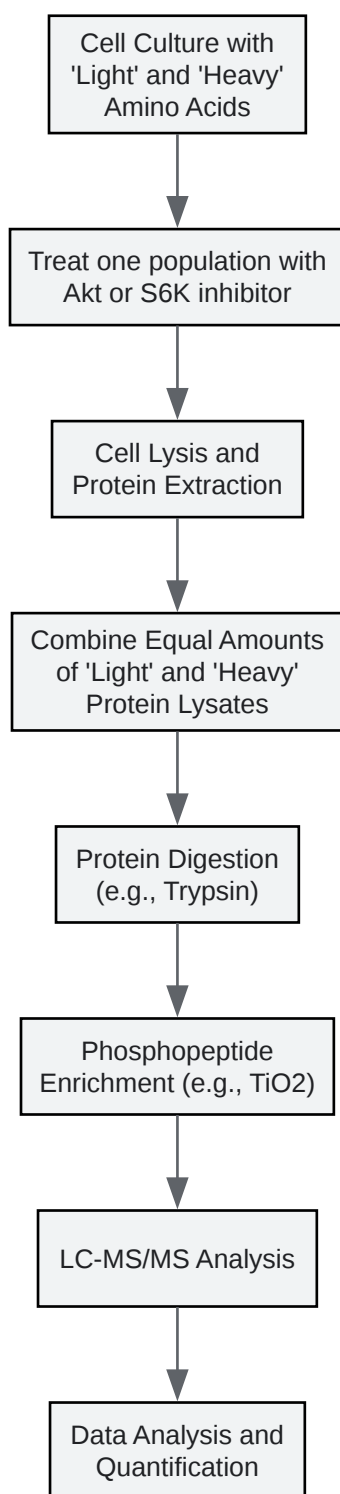 Cell Culture with
'Light' and 'Heavy'
Amino Acids
Treat one population with
Akt or S6K inhibitor
Cell Lysis and
Protein Extraction
Combine Equal Amounts
of 'Light' and 'Heavy'
Protein Lysates
Protein Digestion
(e.g., Trypsin)
Phosphopeptide
Enrichment (e.g., TiO2)
LC-MS/MS Analysis
Data Analysis and
Quantification